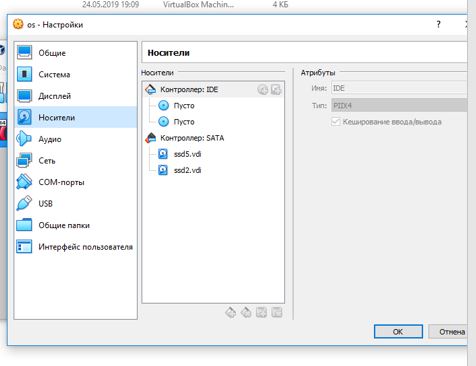 24.05.2019 19:09 VirtualBox Machin... 4 КБ
os - Настройки ?
Общие
Система
Дисплей
Носители
Аудио
Сеть
COM-порты
USB
Общие папки
Интерфейс пользователя
Носители
Носители
Контроллер: IDE
Пусто
Пусто
Контроллер: SATA
ssd5.vdi
ssd2.vdi
Атрибуты
Имя: IDE
Тип: PIIX4
Кеширование ввода/вывода
OK Отмена